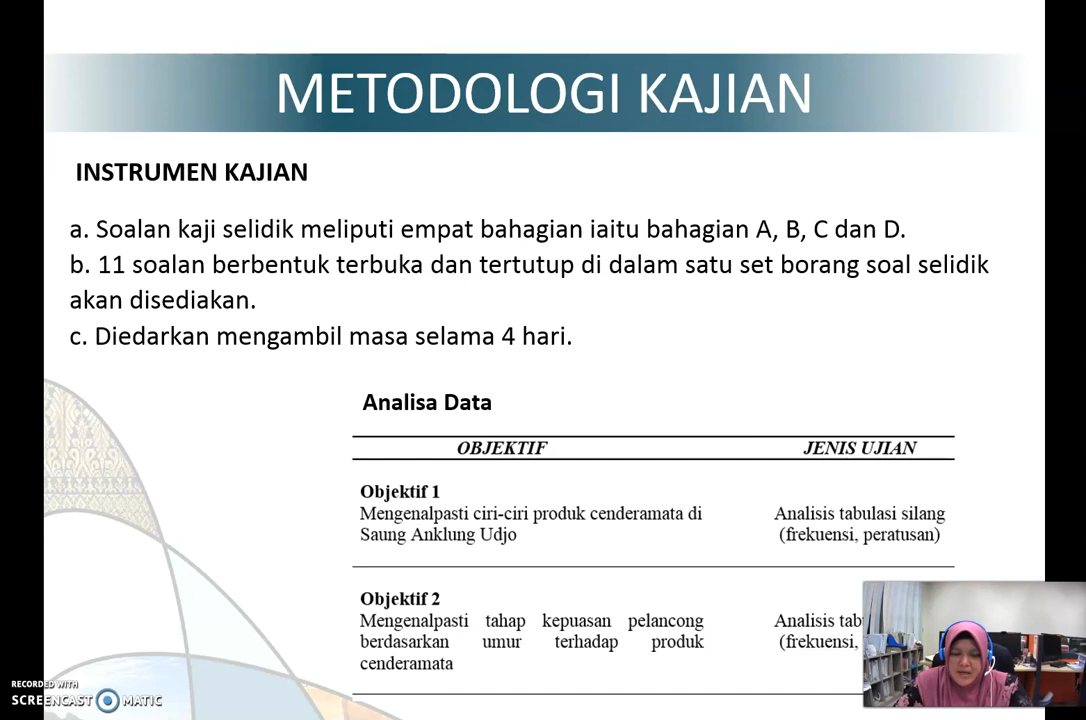 METODOLOGI KAJIAN
INSTRUMEN KAJIAN
a. Soalan kaji selidik meliputi empat bahagian iaitu bahagian A, B, C dan D.
b. 11 soalan berbentuk terbuka dan tertutup di dalam satu set borang soal selidik
akan disediakan.
c. Diedarkan mengambil masa selama 4 hari.
Analisa Data
OBJEKTIF JENIS UJIAN
Objektif 1
Mengenalpasti ciri-ciri produk cenderamata di Analisis tabulasi silang
Saung Anklung Udjo (frekuensi, peratusan)
Objektif 2
Mengenalpasti tahap kepuasan pelancong Analisis
berdasarkan umur terhadap produk (frekuensi,
cenderamata
RECORDED WITH
SCREENCAST MATIC